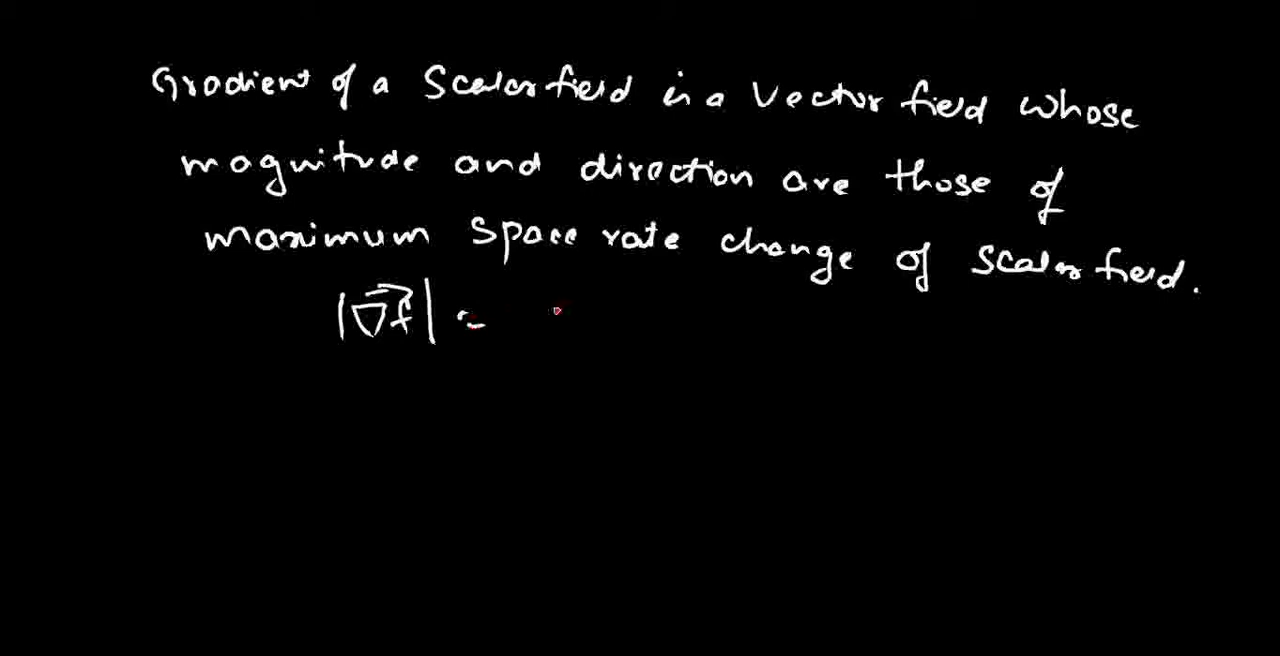 Gradient of a Scalar field is a Vector field whose
magnitude and direction are those of
maximum space rate change of scalar field.
|∇⃗f| =